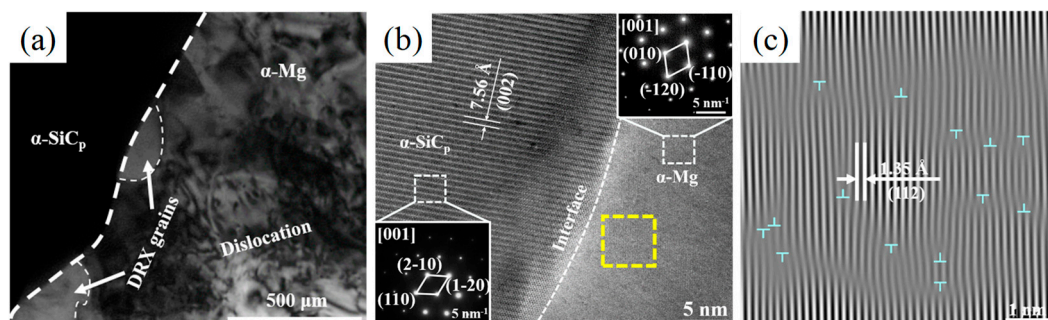 (a)
α-Mg
α-SiCp
DRX grains
Dislocation
500 μm
(b)
[001]
(010)
(-110)
(-120)
5 nm-1
7.56 Å
(002)
α-SiCp
α-Mg
Interface
[001]
(2-10)
(110)
(1-20)
5 nm-1
5 nm
(c)
1.35 Å
(112)
1 nm